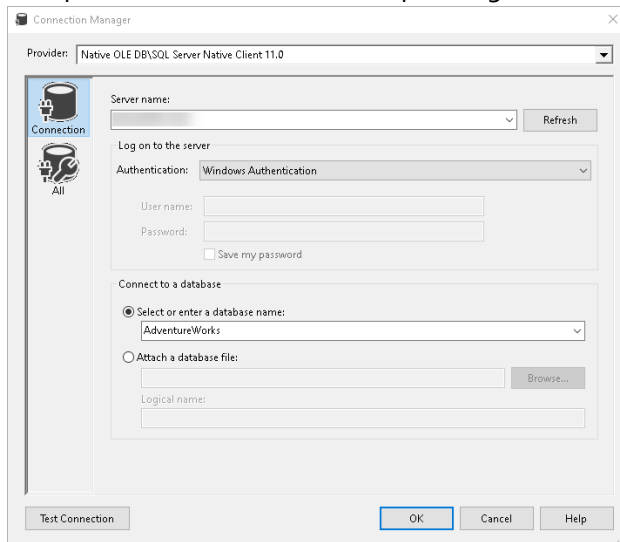 Connection Manager
Provider: Native OLE DB\SQL Server Native Client 11.0
Connection
All
Server name:
Refresh
Log on to the server
Authentication: Windows Authentication
User name:
Password:
Save my password
Connect to a database
Select or enter a database name:
AdventureWorks
Attach a database file:
Browse...
Logical name:
Test Connection OK Cancel Help